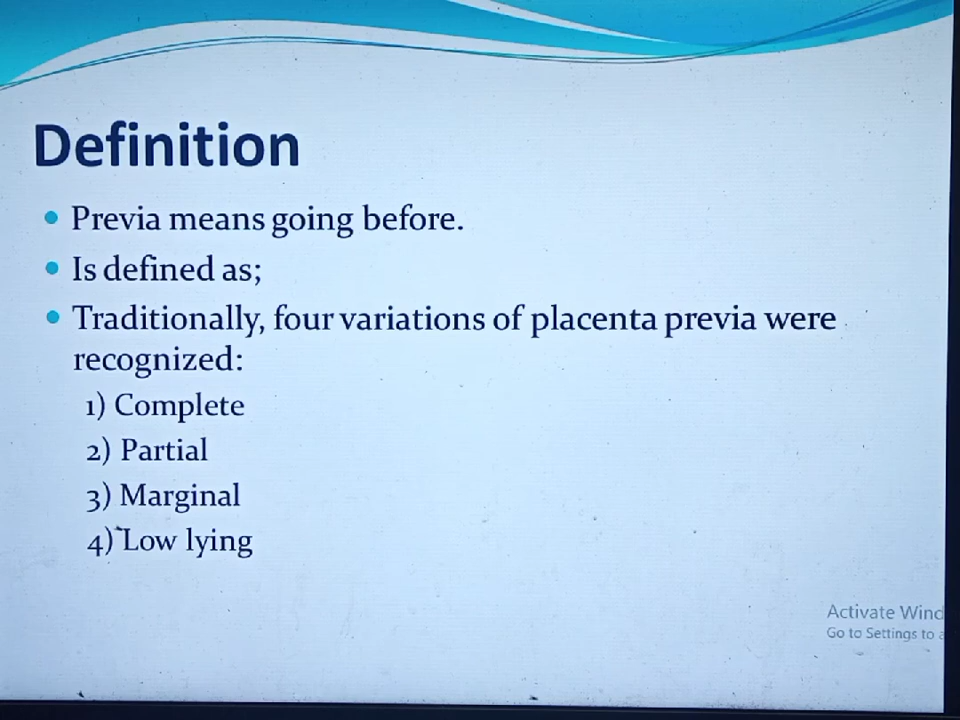 Definition
Previa means going before.
Is defined as;
Traditionally, four variations of placenta previa were
recognized:
1) Complete
2) Partial
3) Marginal
4) Low lying
Activate Wind
Go to Settings to a